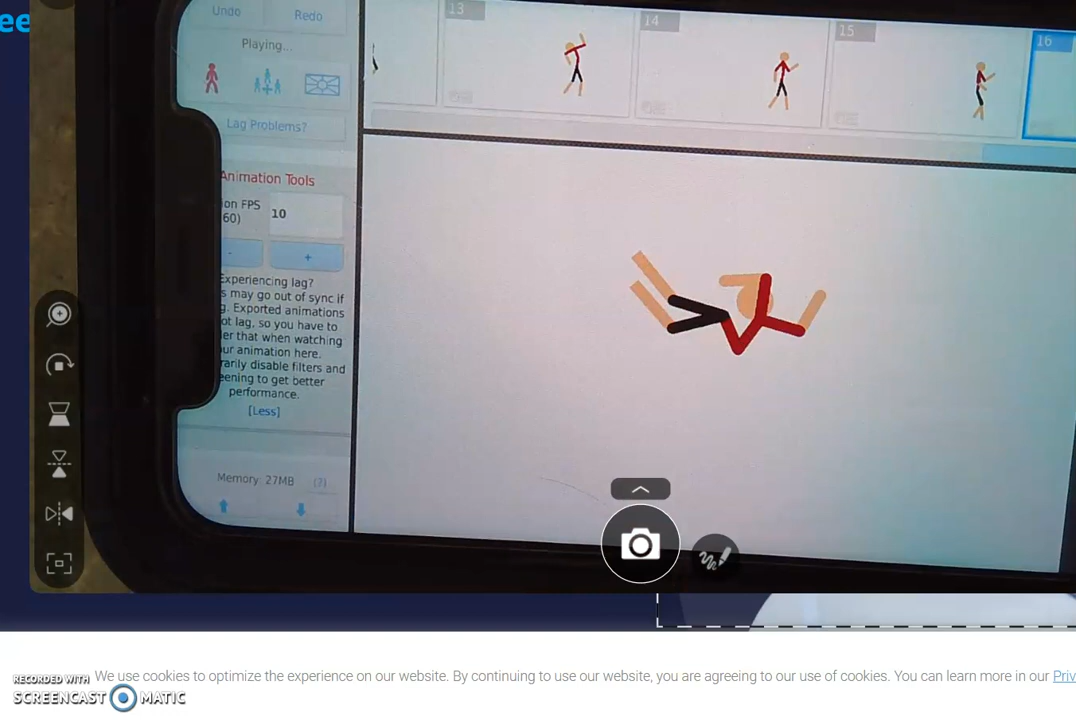 ee
Undo Redo
Playing...
Lag Problems?
Animation Tools
ion FPS
60)
10
- +
Experiencing lag?
s may go out of sync if
g. Exported animations
ot lag, so you have to
er that when watching
ur animation here.
rarily disable filters and
eening to get better
performance.
[Less]
Memory: 27MB (?)
13
14
15
16
We use cookies to optimize the experience on our website. By continuing to use our website, you are agreeing to our use of cookies. You can learn more in our Priv
RECORDED WITH
SCREENCAST MATIC